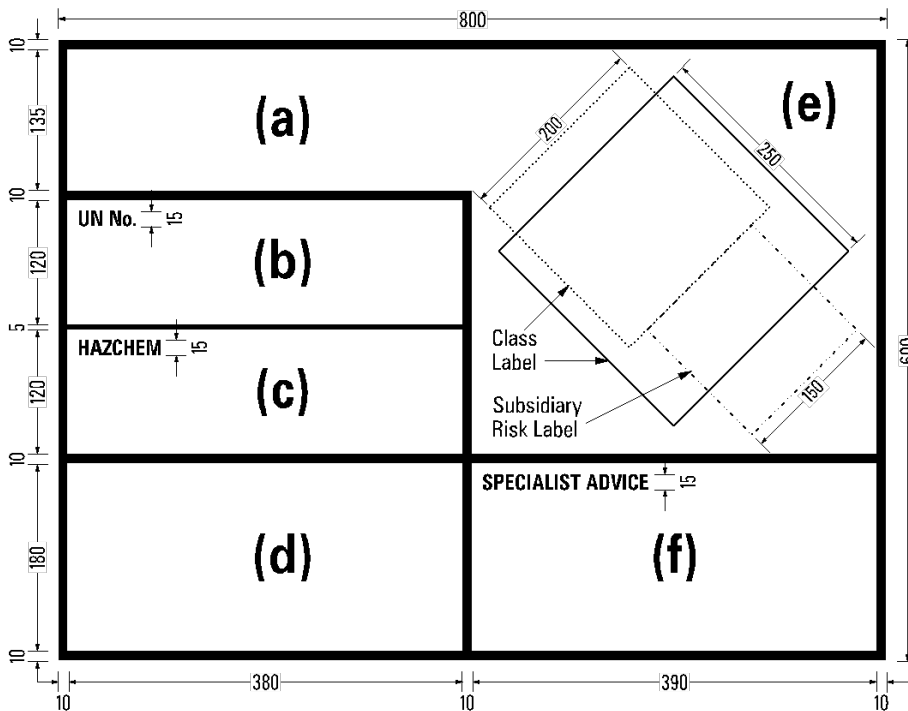 800
10
135
10
120
5
120
10
180
10
(a)
(e)
200
250
UN No.
15
(b)
HAZCHEM
15
(c)
Class
Label
Subsidiary
Risk Label
150
600
SPECIALIST ADVICE
15
(d)
(f)
380
390
10
10
10